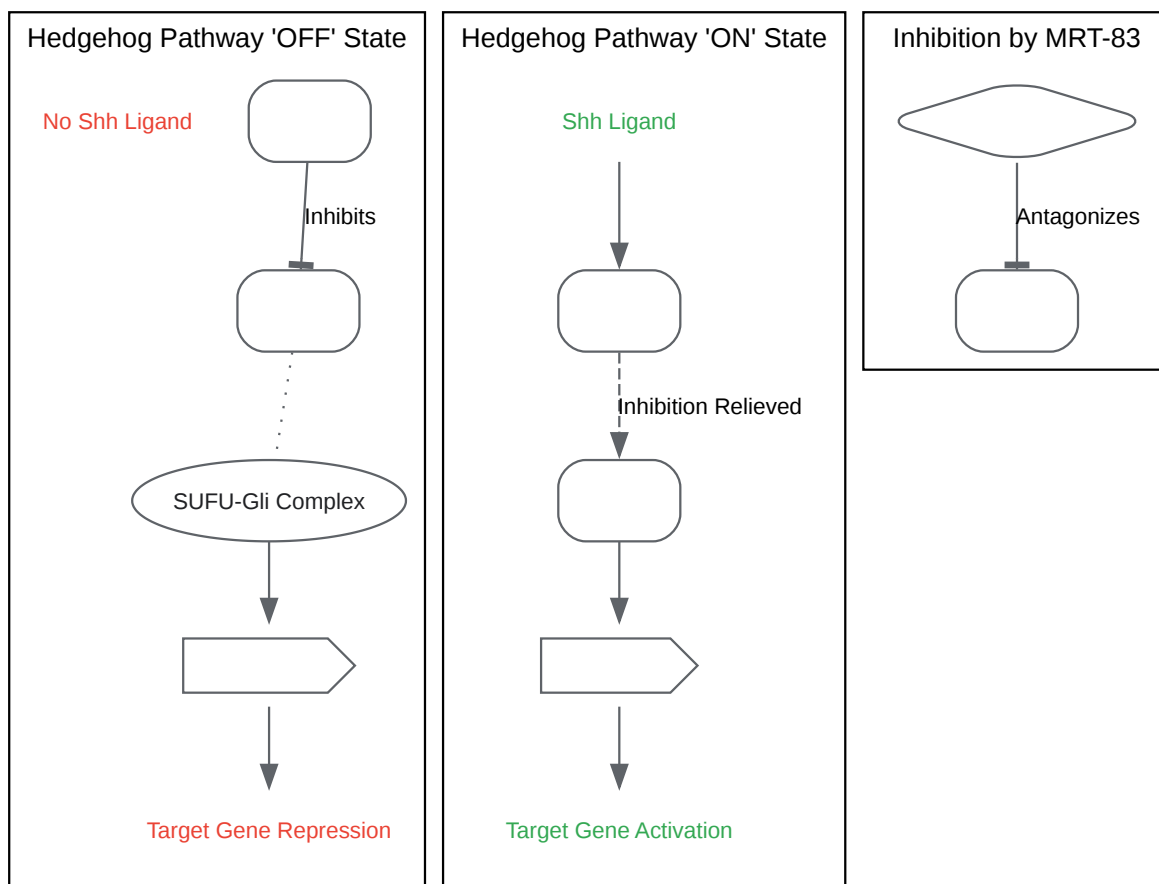 Hedgehog Pathway 'OFF' State
No Shh Ligand
Inhibits
SUFU-Gli Complex
Target Gene Repression
Hedgehog Pathway 'ON' State
Shh Ligand
Inhibition Relieved
Target Gene Activation
Inhibition by MRT-83
Antagonizes